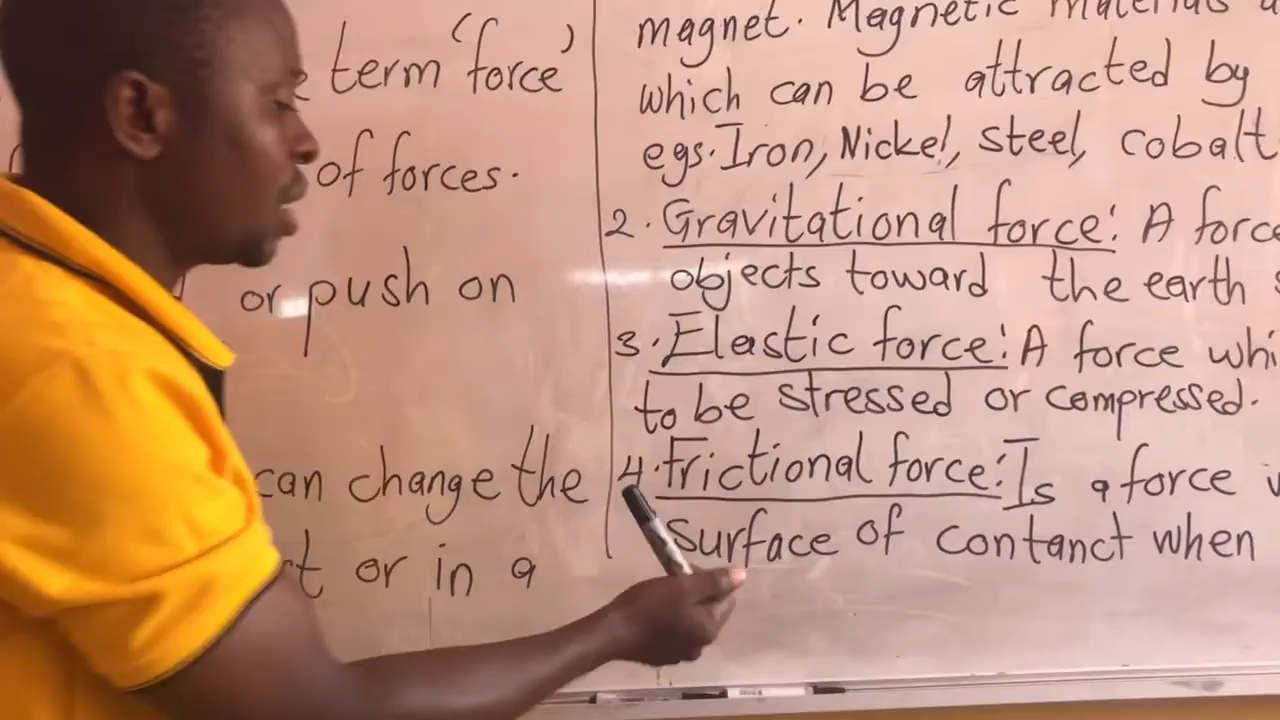 term 'force'
of forces.
or push on
can change the
or in a
magnet. Magnetic materials
which can be attracted by
egs. Iron, Nickel, steel, cobalt
2. Gravitational force: A force
objects toward the earth
3. Elastic force: A force whi
to be stressed or compressed.
4. Frictional force: Is a force
surface of contanct when